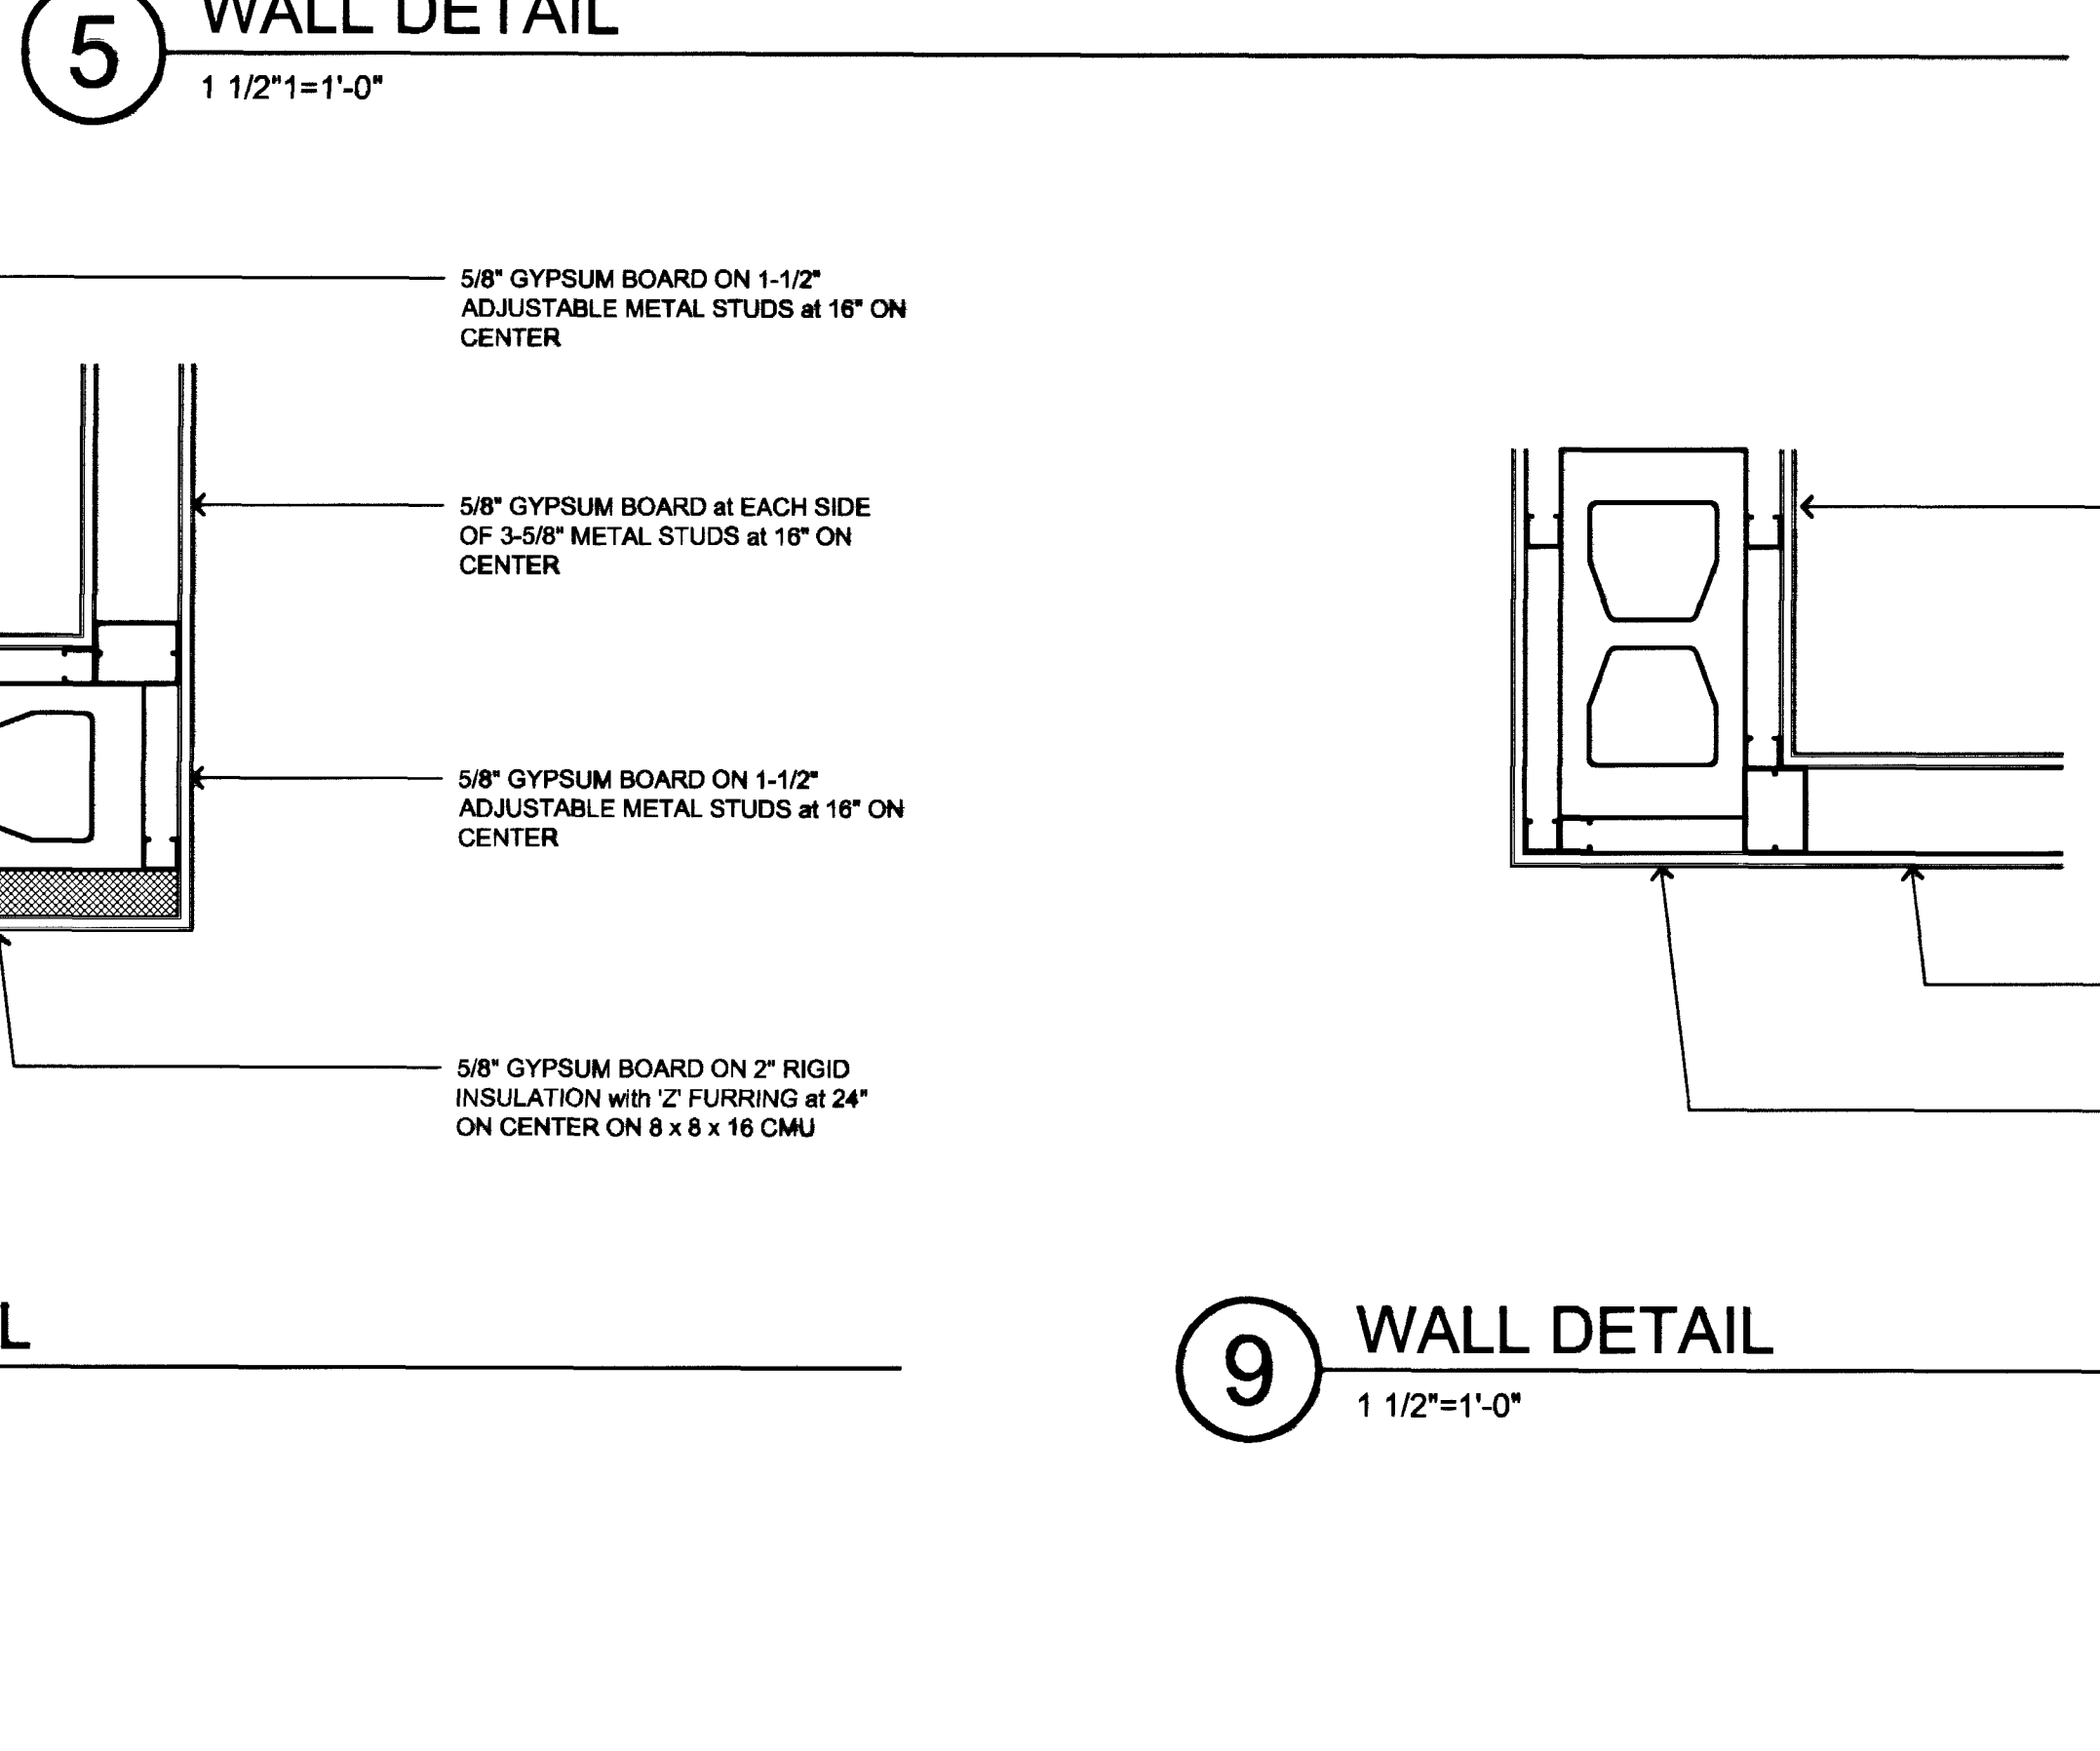 5
WALL DETAIL
1 1/2"1=1'-0"
5/8" GYPSUM BOARD ON 1-1/2"
ADJUSTABLE METAL STUDS at 16" ON
CENTER
5/8" GYPSUM BOARD at EACH SIDE
OF 3-5/8" METAL STUDS at 16" ON
CENTER
5/8" GYPSUM BOARD ON 1-1/2"
ADJUSTABLE METAL STUDS at 16" ON
CENTER
5/8" GYPSUM BOARD ON 2" RIGID
INSULATION with 'Z' FURRING at 24"
ON CENTER ON 8 x 8 x 16 CMU
L
9
WALL DETAIL
1 1/2"=1'-0"